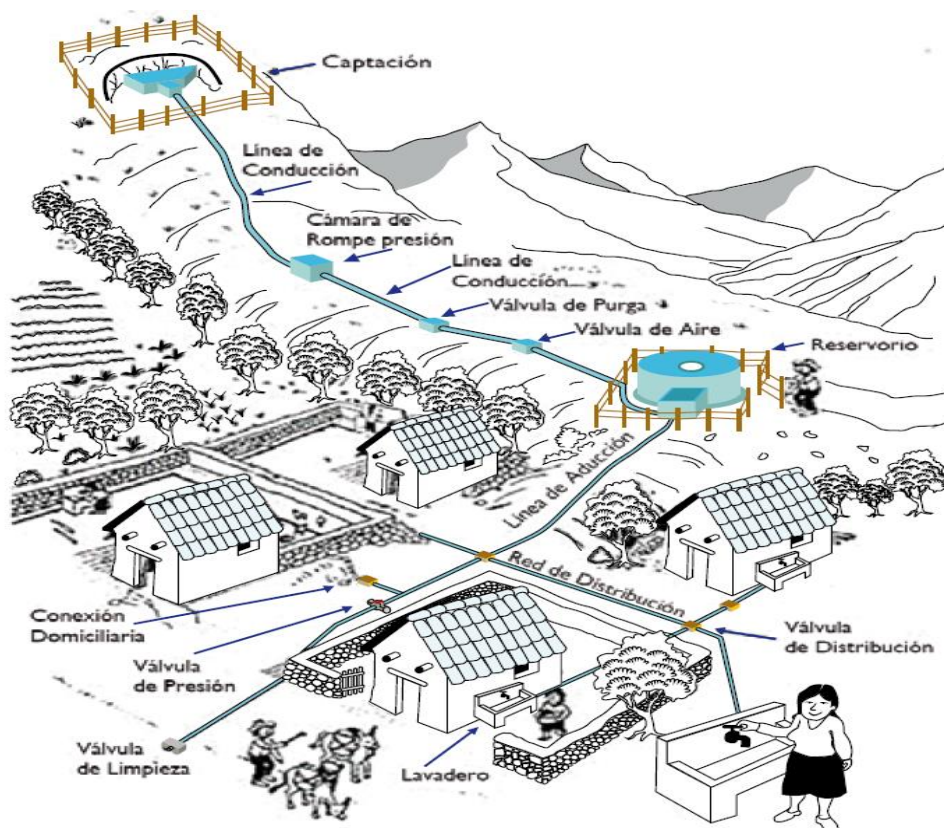 Captación
Línea de
Conducción
Cámara de
Rompe presión
Línea de
Conducción
Válvula de Purga
Válvula de Aire
Reservorio
Línea de Aducción
Red de Distribución
Conexión
Domiciliaria
Válvula
de Distribución
Válvula
de Presión
Válvula
de Limpieza
Lavadero